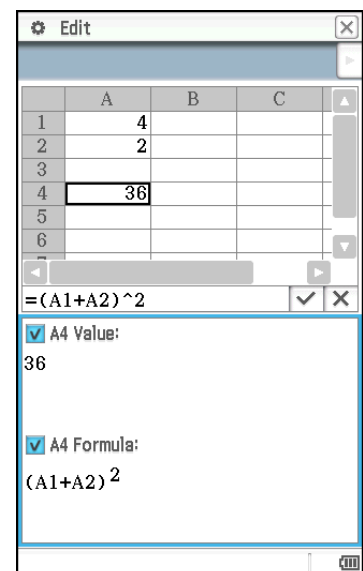 Edit
A B C
1 4
2 2
3
4 36
5
6
=(A1+A2)^2
A4 Value:
36
A4 Formula:
(A1+A2)²